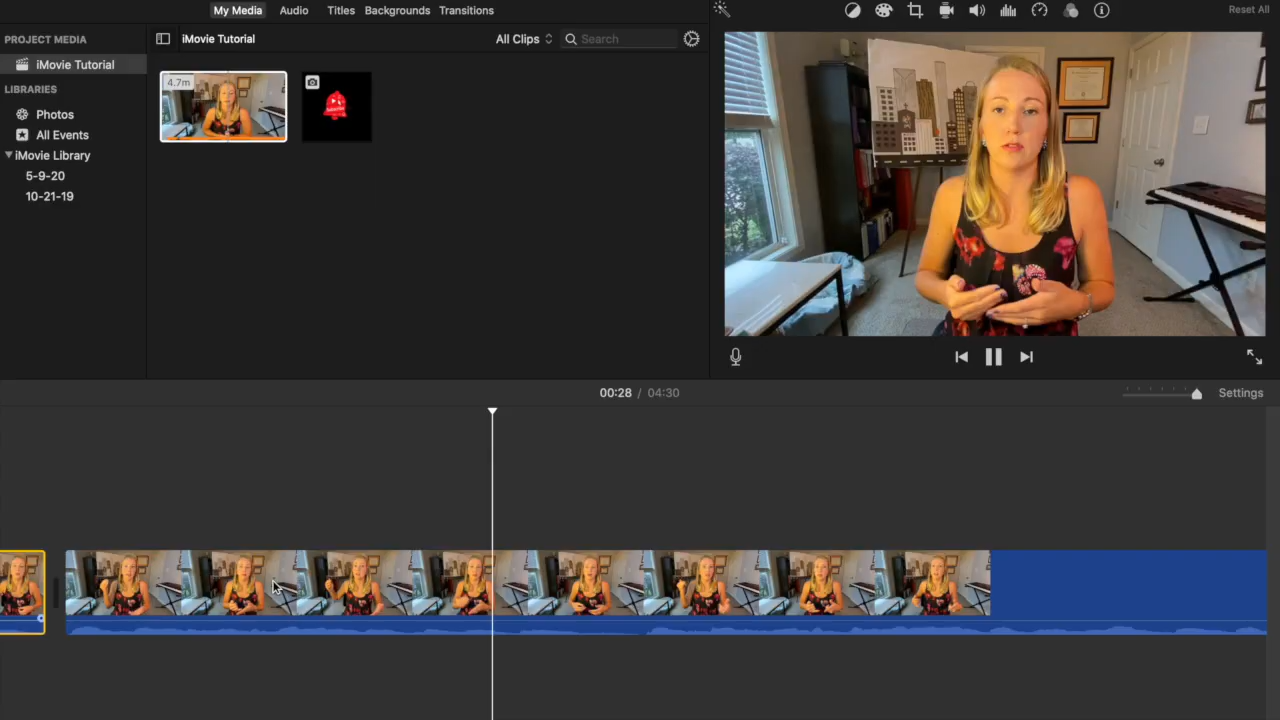 My Media Audio Titles Backgrounds Transitions
Reset All
PROJECT MEDIA
iMovie Tutorial
All Clips
Search
iMovie Tutorial
LIBRARIES
4.7m
Photos
All Events
iMovie Library
5-9-20
10-21-19
00:28 / 04:30
Settings